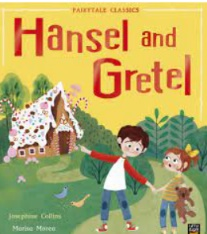 FAIRYTALE CLASSICS
Hansel and
Gretel
Josephine Collins
Marina Moreno